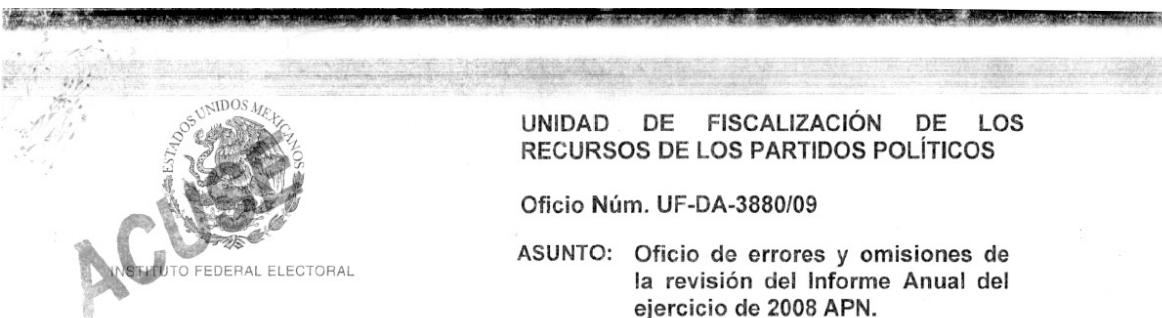 ESTADOS UNIDOS MEXICANOS
ACUSE
INSTITUTO FEDERAL ELECTORAL
UNIDAD DE FISCALIZACIÓN DE LOS
RECURSOS DE LOS PARTIDOS POLÍTICOS
Oficio Núm. UF-DA-3880/09
ASUNTO: Oficio de errores y omisiones de
la revisión del Informe Anual del
ejercicio de 2008 APN.